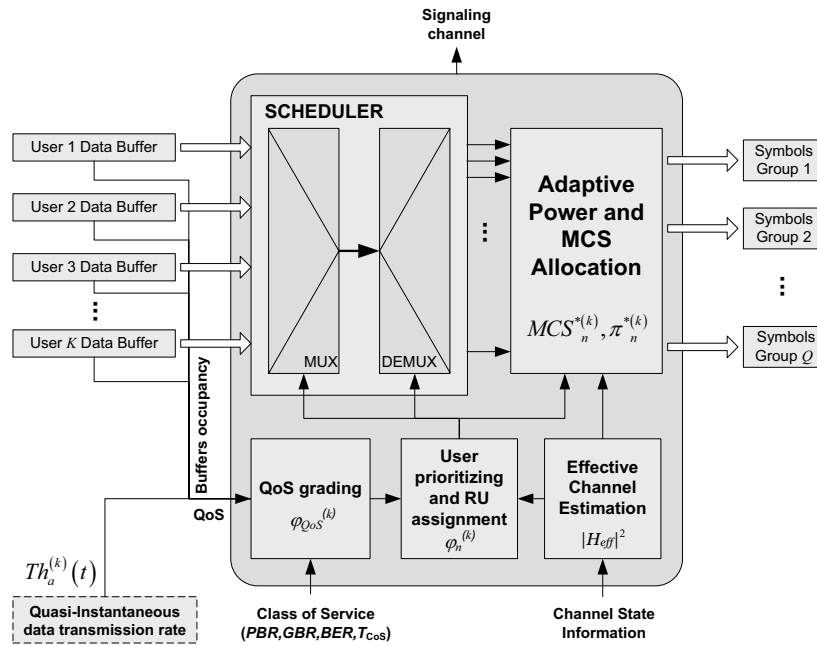 Signaling
channel
SCHEDULER
User 1 Data Buffer
User 2 Data Buffer
User 3 Data Buffer
⋮
User K Data Buffer
MUX
DEMUX
⋮
Adaptive
Power and
MCS
Allocation
MCS*(k)n, π*(k)n
Symbols
Group 1
Symbols
Group 2
⋮
Symbols
Group Q
Buffers occupancy
QoS
QoS grading
φQoS(k)
User
prioritizing
and RU
assignment
φn(k)
Effective
Channel
Estimation
|Heff|2
Tha(k)(t)
Quasi-Instantaneous
data transmission rate
Class of Service
(PBR,GBR,BER,TCoS)
Channel State
Information